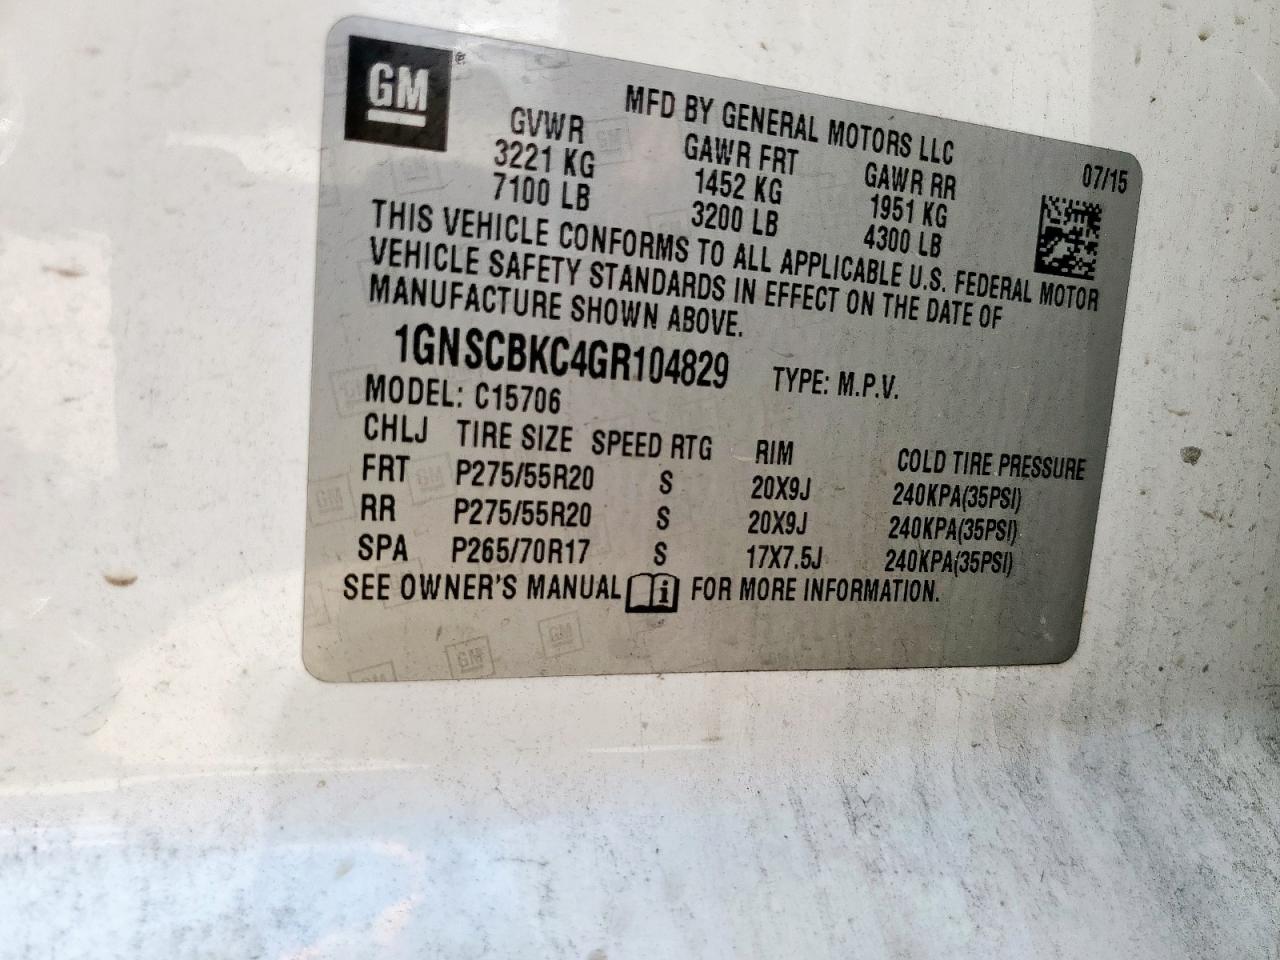 GM
MFD BY GENERAL MOTORS LLC
07/15
GVWR GAWR FRT GAWR RR
3221 KG 1452 KG 1951 KG
7100 LB 3200 LB 4300 LB
THIS VEHICLE CONFORMS TO ALL APPLICABLE U.S. FEDERAL MOTOR
VEHICLE SAFETY STANDARDS IN EFFECT ON THE DATE OF
MANUFACTURE SHOWN ABOVE.
1GNSCBKC4GR104829 TYPE: M.P.V.
MODEL: C15706
CHLJ TIRE SIZE SPEED RTG RIM COLD TIRE PRESSURE
FRT P275/55R20 S 20X9J 240KPA(35PSI)
RR P275/55R20 S 20X9J 240KPA(35PSI)
SPA P265/70R17 S 17X7.5J 240KPA(35PSI)
SEE OWNER'S MANUAL i FOR MORE INFORMATION.